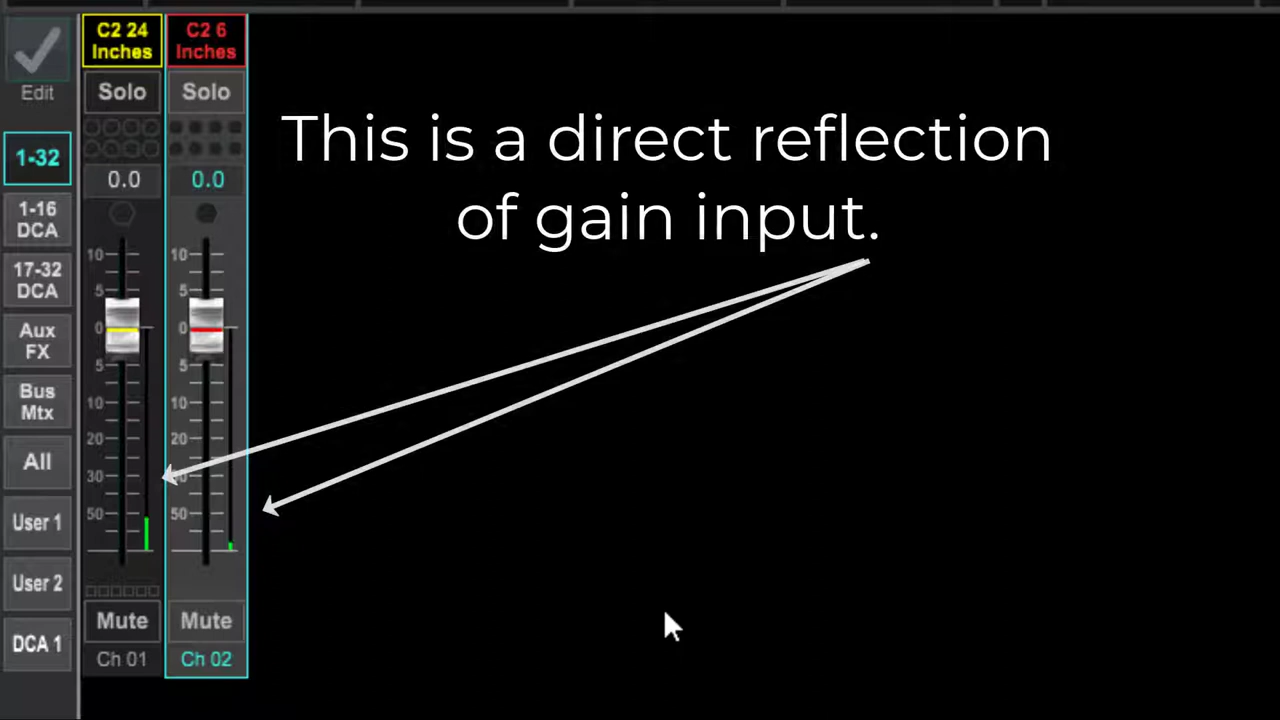 C2 24
Inches
C2 6
Inches
Edit
Solo
Solo
This is a direct reflection
of gain input.
1-32
0.0
0.0
1-16
DCA
17-32
DCA
Aux
FX
Bus
Mtx
All
User 1
User 2
DCA 1
10
5
0
5
10
20
30
50
10
5
0
5
10
20
50
Mute
Mute
Ch 01
Ch 02